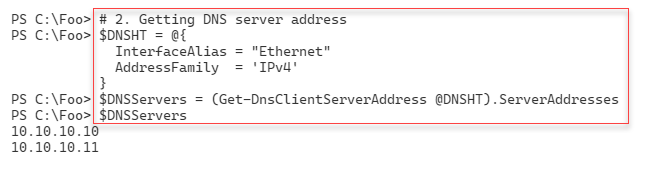 PS C:\Foo> # 2. Getting DNS server address
PS C:\Foo> $DNSHT = @{
  InterfaceAlias = "Ethernet"
  AddressFamily  = 'IPv4'
}
PS C:\Foo> $DNSServers = (Get-DnsClientServerAddress @DNSHT).ServerAddresses
PS C:\Foo> $DNSServers
10.10.10.10
10.10.10.11